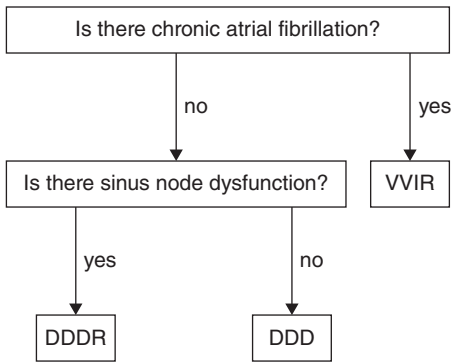 Is there chronic atrial fibrillation?
no
yes
Is there sinus node dysfunction?
VVIR
yes
no
DDDR
DDD